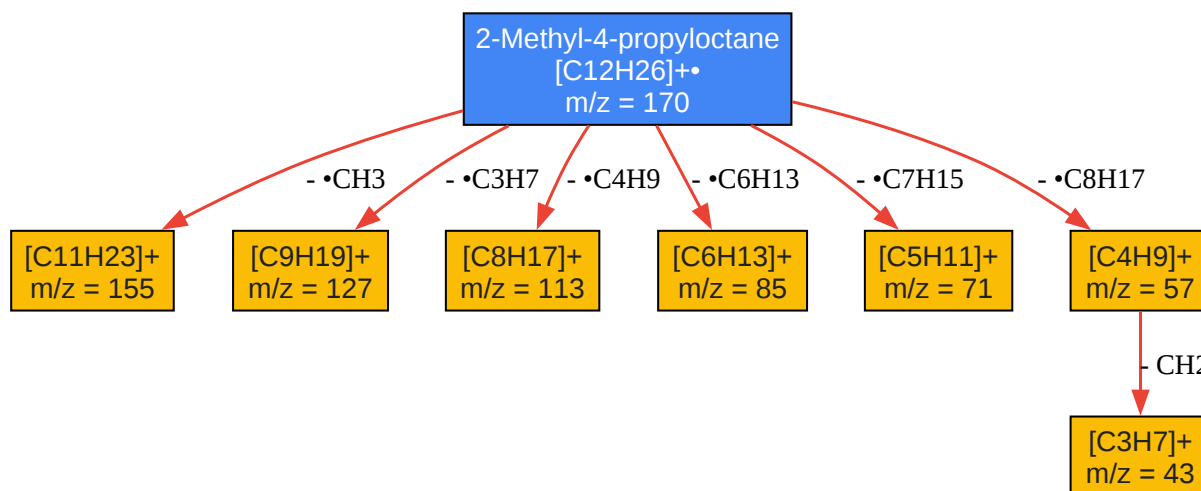 2-Methyl-4-propyloctane
[C12H26]+•
m/z = 170
- •CH3
- •C3H7
- •C4H9
- •C6H13
- •C7H15
- •C8H17
[C11H23]+
m/z = 155
[C9H19]+
m/z = 127
[C8H17]+
m/z = 113
[C6H13]+
m/z = 85
[C5H11]+
m/z = 71
[C4H9]+
m/z = 57
- CH2
[C3H7]+
m/z = 43